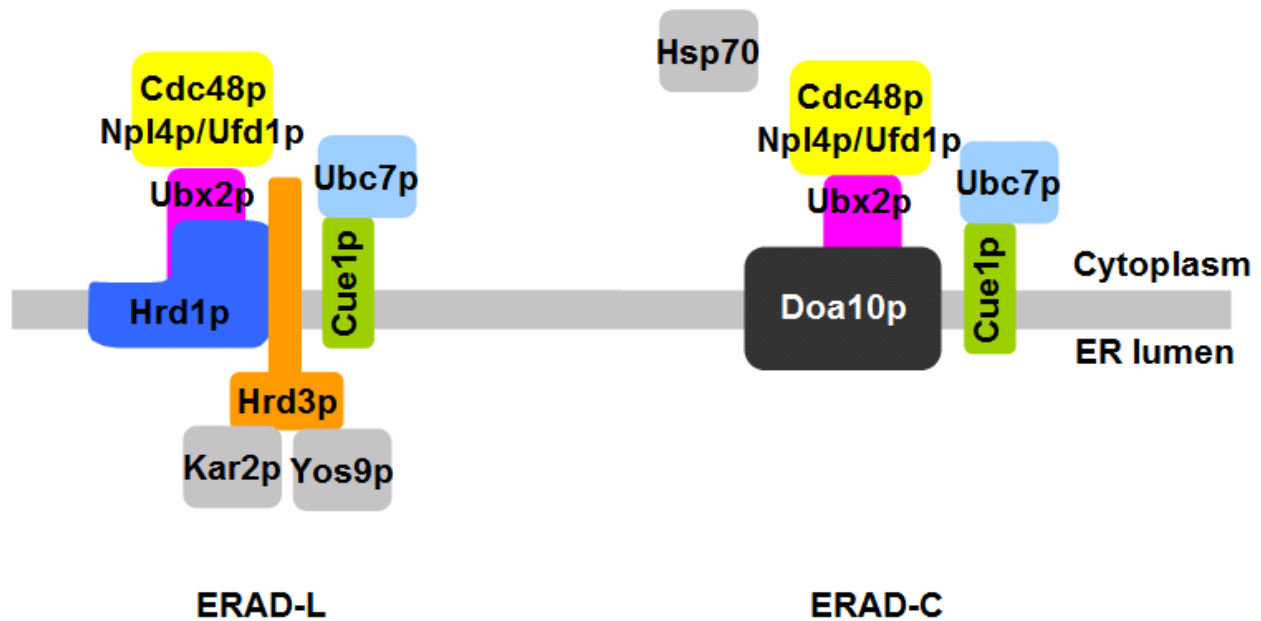 Cdc48p
Npl4p/Ufd1p
Ubx2p
Ubc7p
Cue1p
Hrd1p
Hrd3p
Kar2p
Yos9p
ERAD-L
Hsp70
Cdc48p
Npl4p/Ufd1p
Ubx2p
Ubc7p
Cue1p
Doa10p
Cytoplasm
ER lumen
ERAD-C